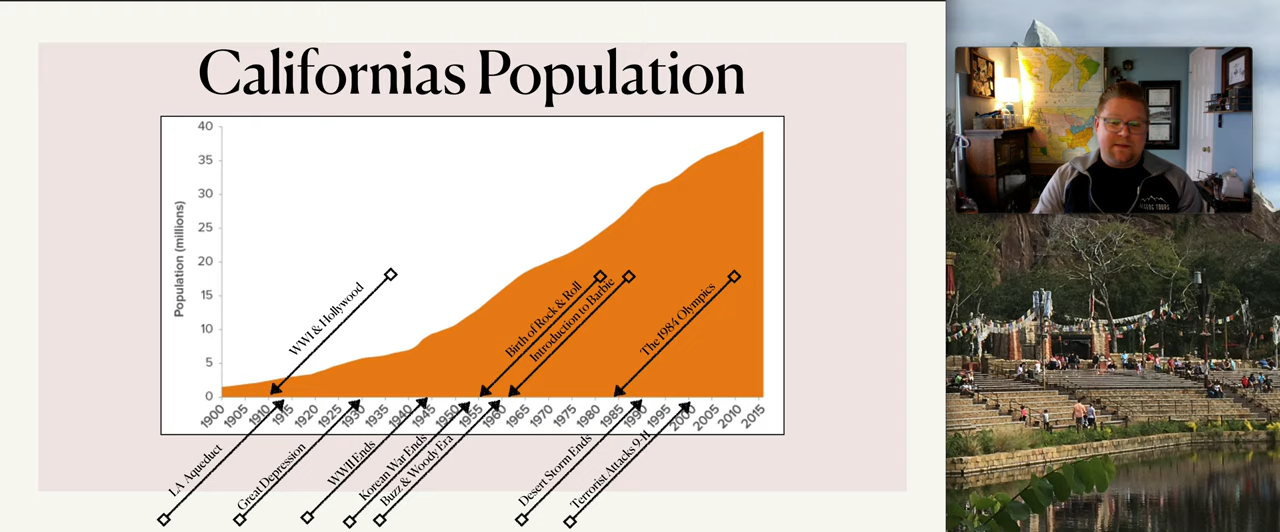 Californias Population
40
35
30
25
20
15
10
5
0
Population (millions)
WWI & Hollywood
Birth of Rock & Roll
Introduction to Barbie
The 1984 Olympics
1900 1905 1910 1915 1920 1925 1930 1935 1940 1945 1950 1955 1960 1965 1970 1975 1980 1985 1990 1995 2000 2005 2010 2015
LA Aqueduct
Great Depression
WWII Ends
Korean War Ends
Buzz & Woody Era
Desert Storm Ends
Terrorist Attacks 9-11